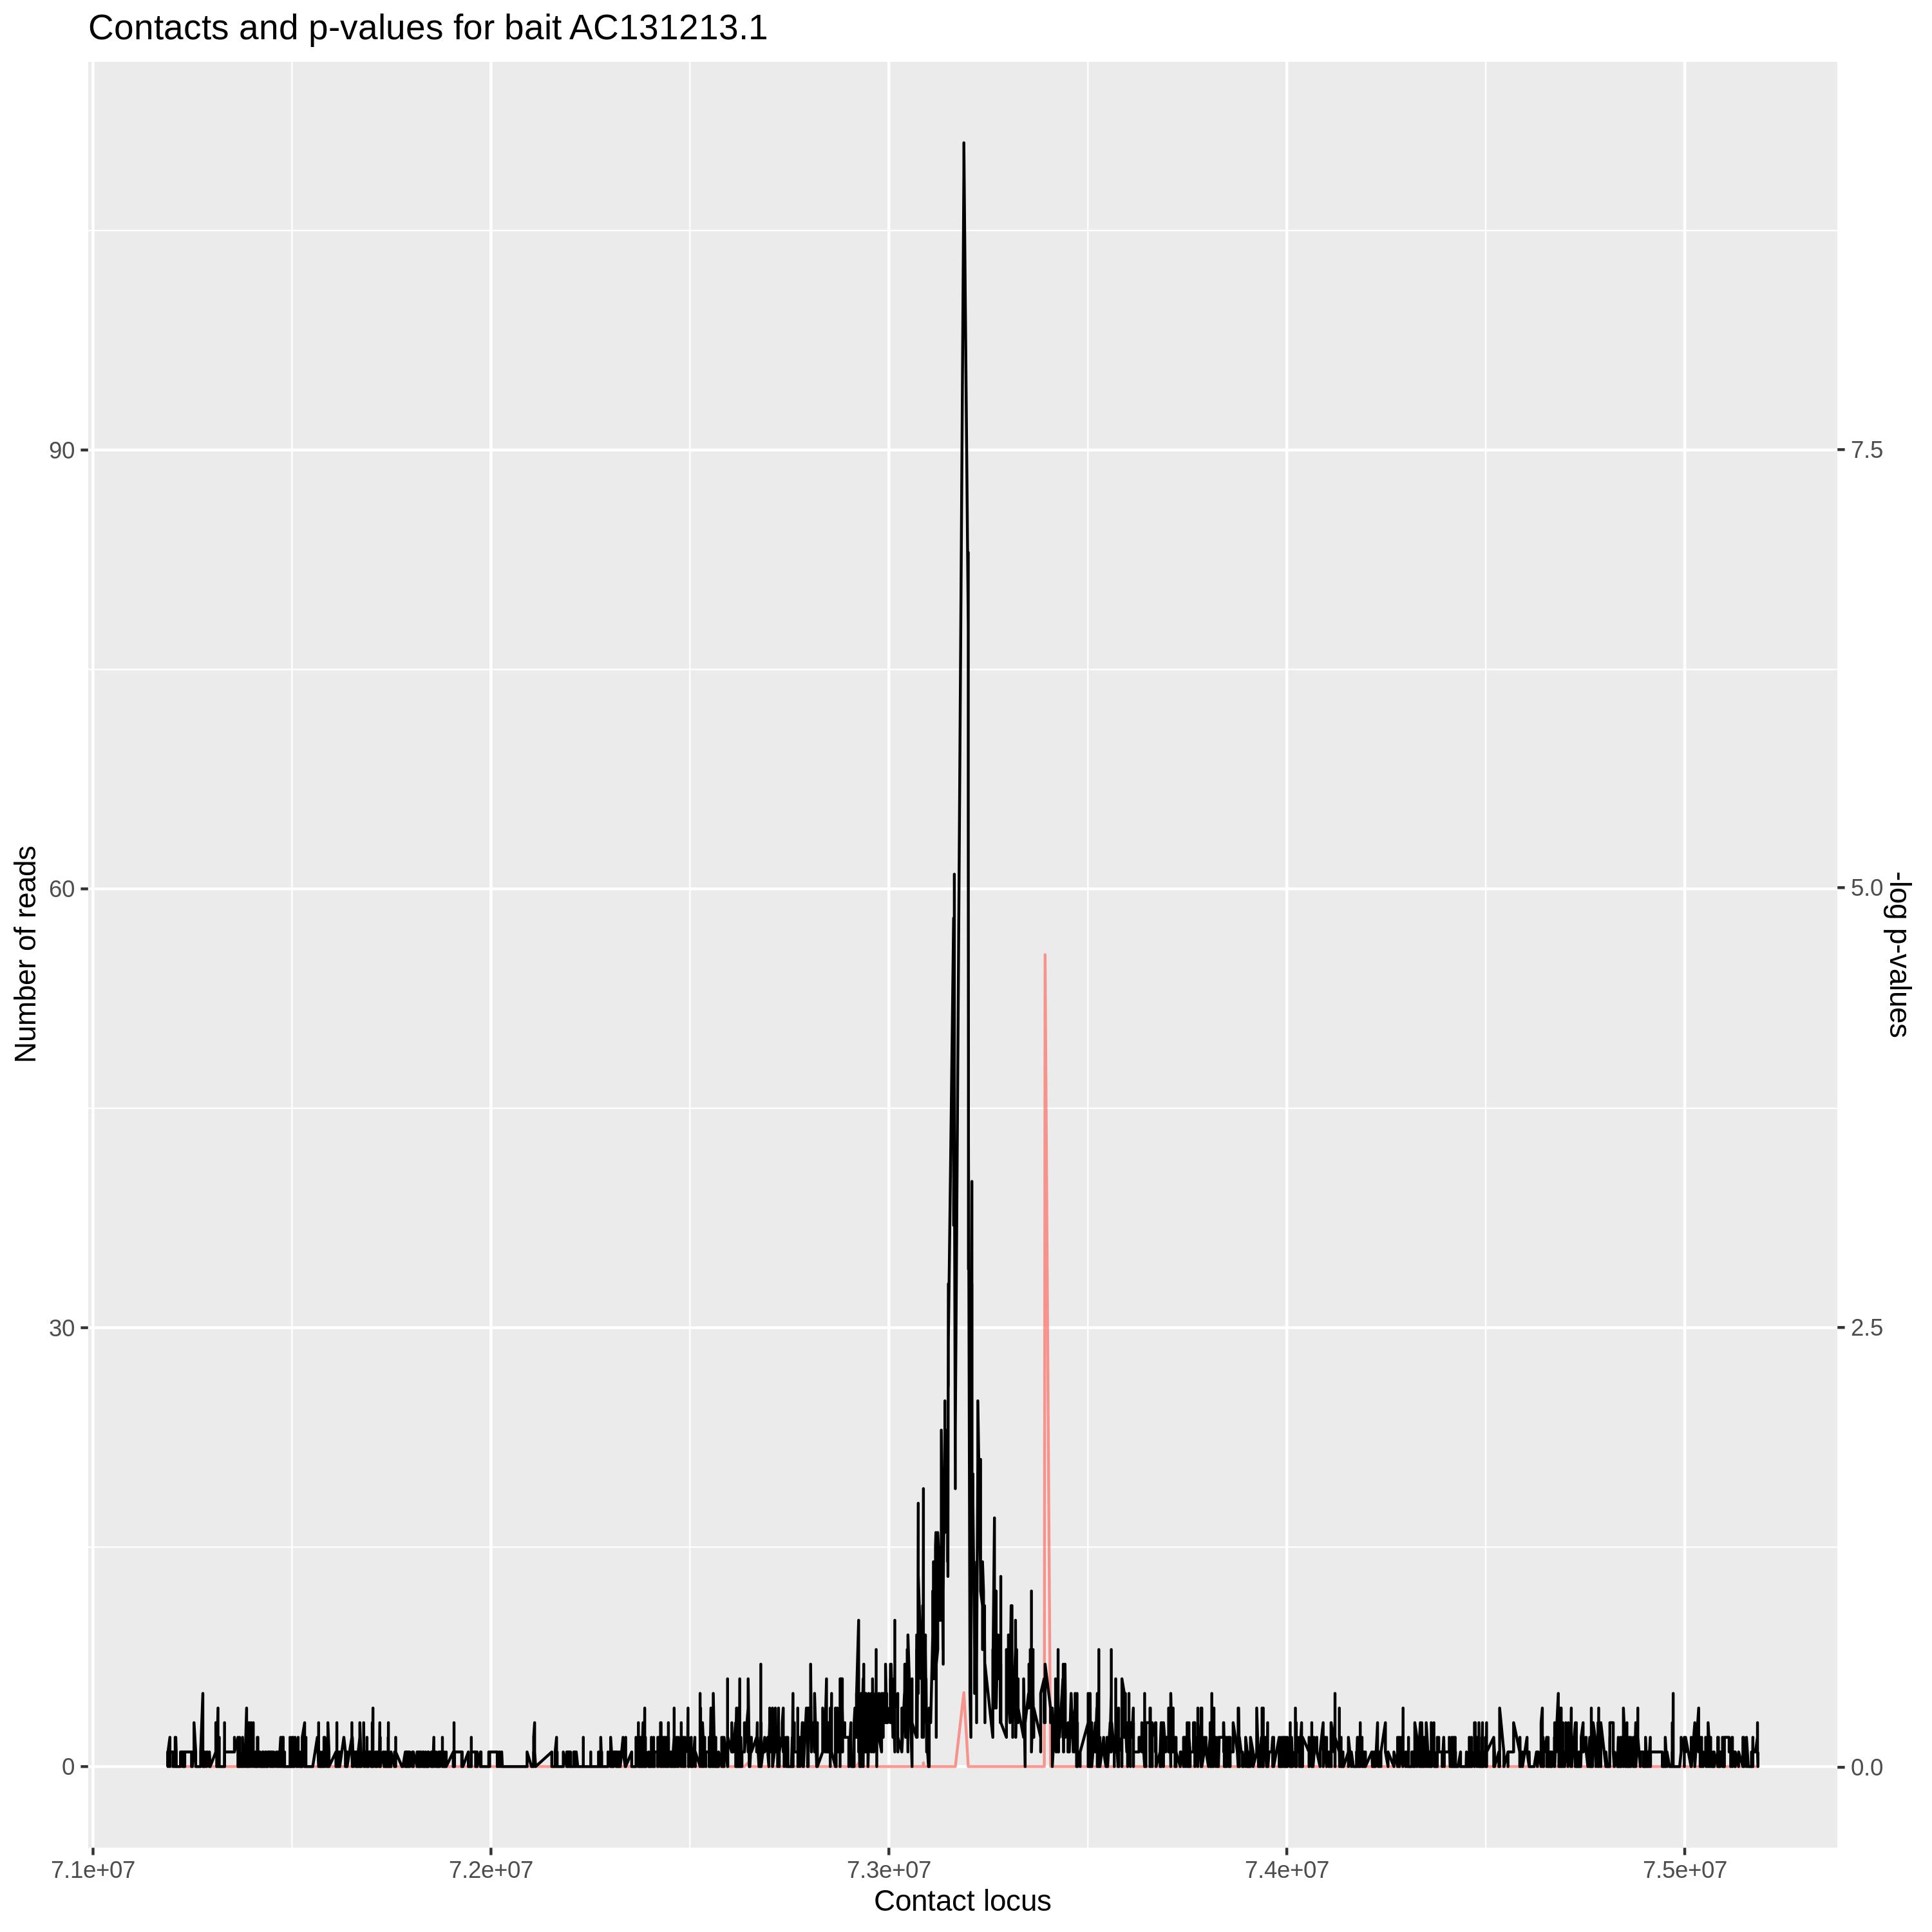 Contacts and p-values for bait AC131213.1
90
60
30
0
7.5
5.0
2.5
0.0
Number of reads
-log p-values
7.1e+07
7.2e+07
7.3e+07
7.4e+07
7.5e+07
Contact locus